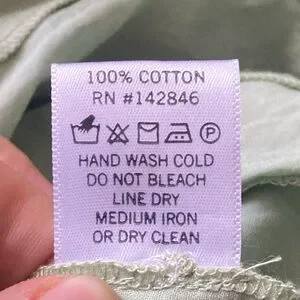 100% COTTON
RN #142846
P
HAND WASH COLD
DO NOT BLEACH
LINE DRY
MEDIUM IRON
OR DRY CLEAN